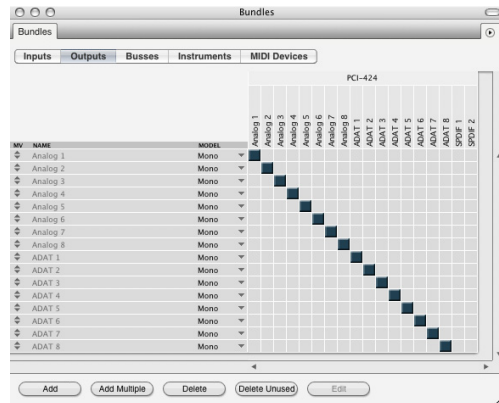 Bundles
Bundles
Inputs Outputs Busses Instruments MIDI Devices
PCI-424
Analog 1 Analog 2 Analog 3 Analog 4 Analog 5 Analog 6 Analog 7 Analog 8 ADAT 1 ADAT 2 ADAT 3 ADAT 4 ADAT 5 ADAT 6 ADAT 7 ADAT 8 SPDIF 1 SPDIF 2
MV NAME MODEL
Analog 1 Mono
Analog 2 Mono
Analog 3 Mono
Analog 4 Mono
Analog 5 Mono
Analog 6 Mono
Analog 7 Mono
Analog 8 Mono
ADAT 1 Mono
ADAT 2 Mono
ADAT 3 Mono
ADAT 4 Mono
ADAT 5 Mono
ADAT 6 Mono
ADAT 7 Mono
ADAT 8 Mono
Add Add Multiple Delete Delete Unused Edit